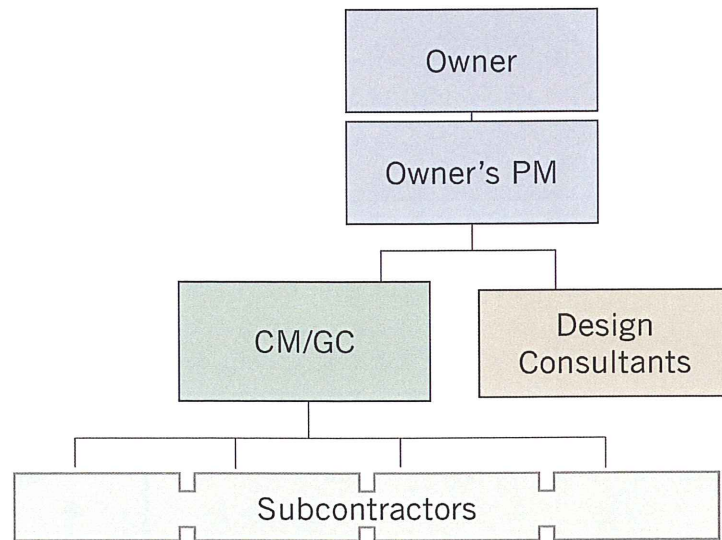 Owner
Owner's PM
CM/GC
Design
Consultants
Subcontractors